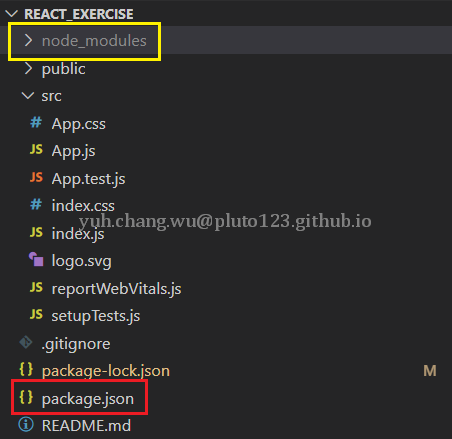 REACT_EXERCISE
node_modules
public
src
# App.css
JS App.js
JS App.test.js
# index.css
yuh.chang.wu@pluto123.github.io
JS index.js
logo.svg
JS reportWebVitals.js
JS setupTests.js
.gitignore
{} package-lock.json M
{} package.json
README.md